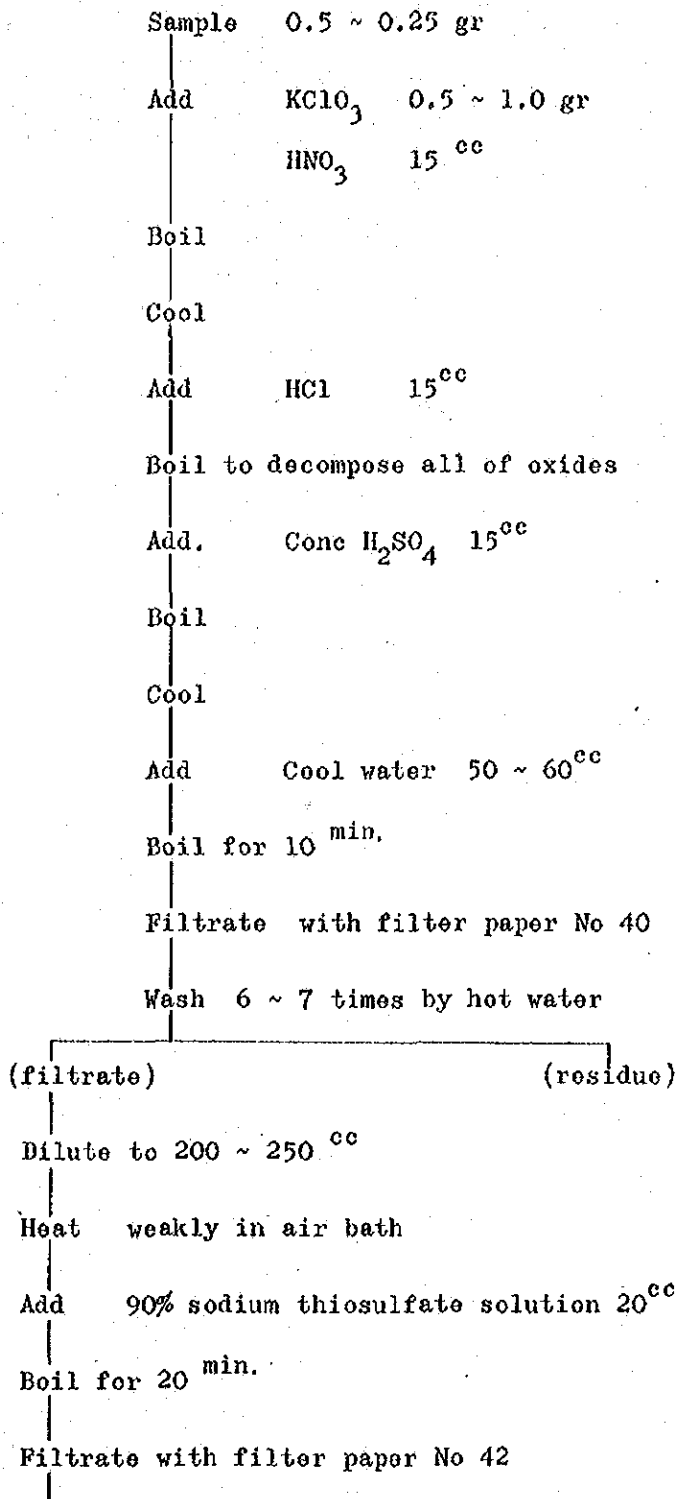 Sample 0.5 ~ 0.25 gr
Add KClO3 0.5 ~ 1.0 gr
HNO3 15 cc
Boil
Cool
Add HCl 15cc
Boil to decompose all of oxides
Add. Conc H2SO4 15cc
Boil
Cool
Add Cool water 50 ~ 60cc
Boil for 10 min.
Filtrate with filter paper No 40
Wash 6 ~ 7 times by hot water
(filtrate) (residue)
Dilute to 200 ~ 250 cc
Heat weakly in air bath
Add 90% sodium thiosulfate solution 20cc
Boil for 20 min.
Filtrate with filter paper No 42